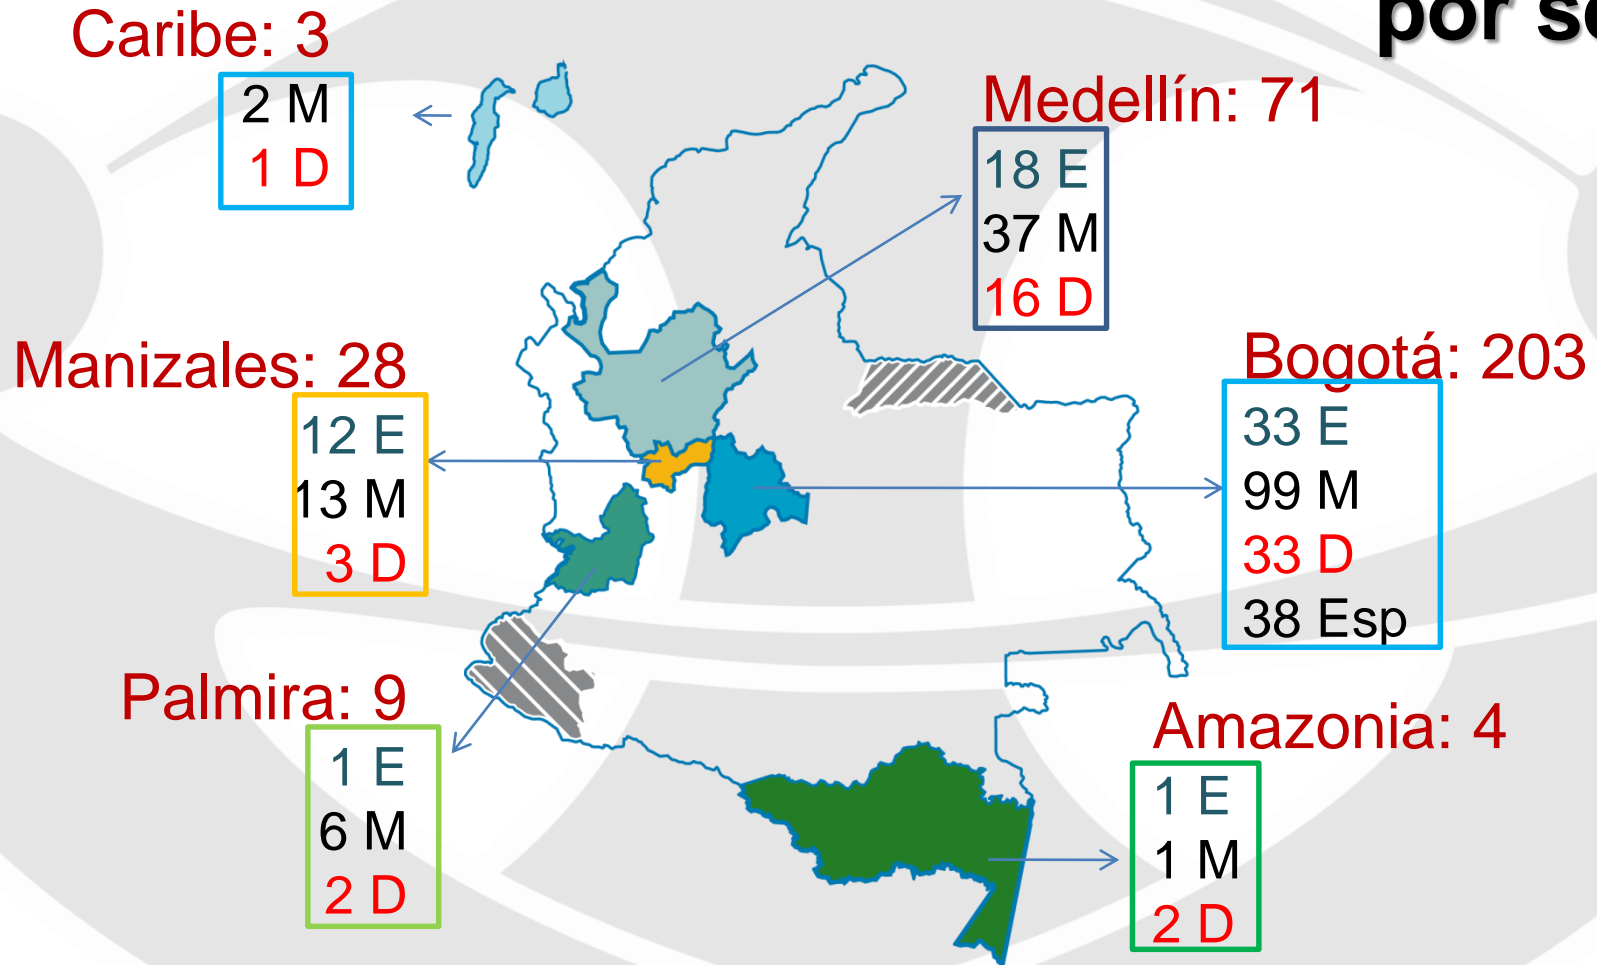 por s
Caribe: 3
2 M
1 D
Medellín: 71
18 E
37 M
16 D
Manizales: 28
12 E
13 M
3 D
Bogotá: 203
33 E
99 M
33 D
38 Esp
Palmira: 9
1 E
6 M
2 D
Amazonia: 4
1 E
1 M
2 D